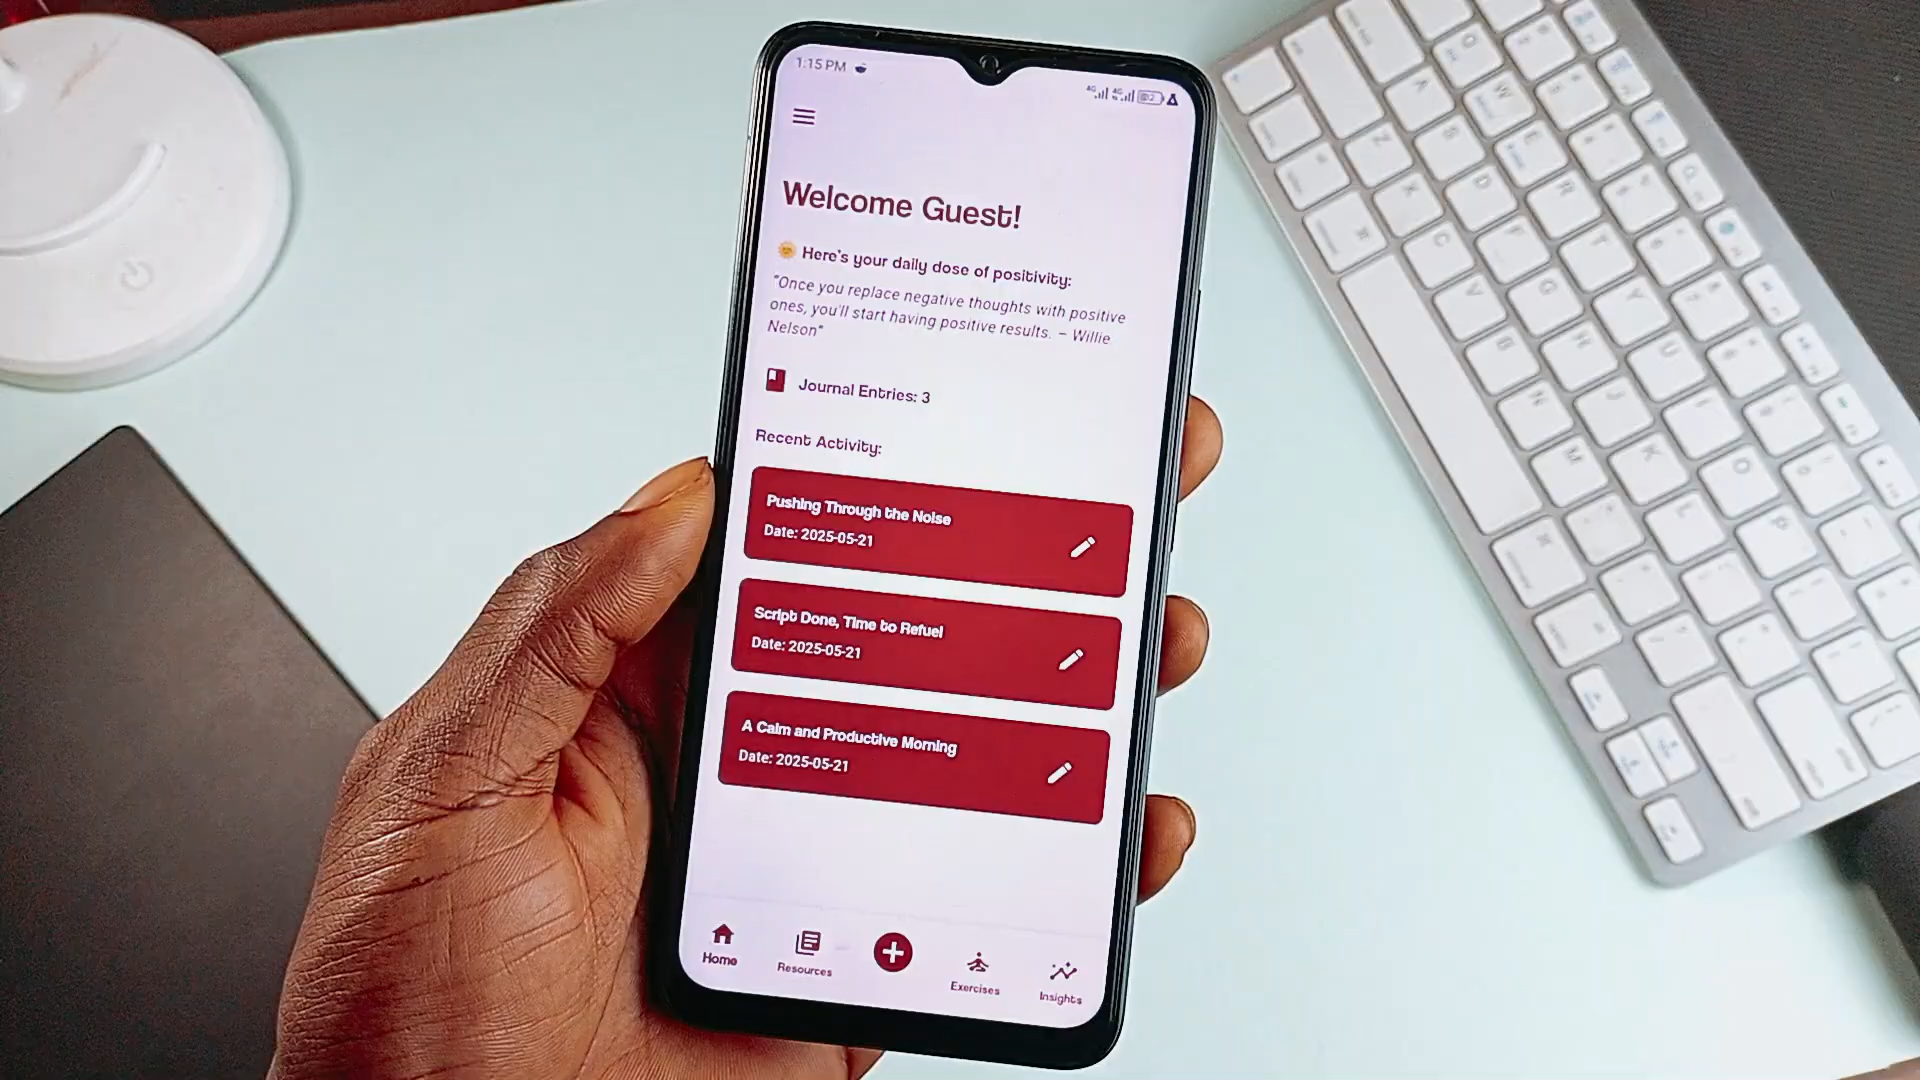 1:15 PM
4G 4G
Welcome Guest!
🌞 Here's your daily dose of positivity:
"Once you replace negative thoughts with positive
ones, you'll start having positive results. – Willie
Nelson"
Journal Entries: 3
Recent Activity:
Pushing Through the Noise
Date: 2025-05-21
Script Done, Time to Refuel
Date: 2025-05-21
A Calm and Productive Morning
Date: 2025-05-21
Home
Resources
Exercises
Insights